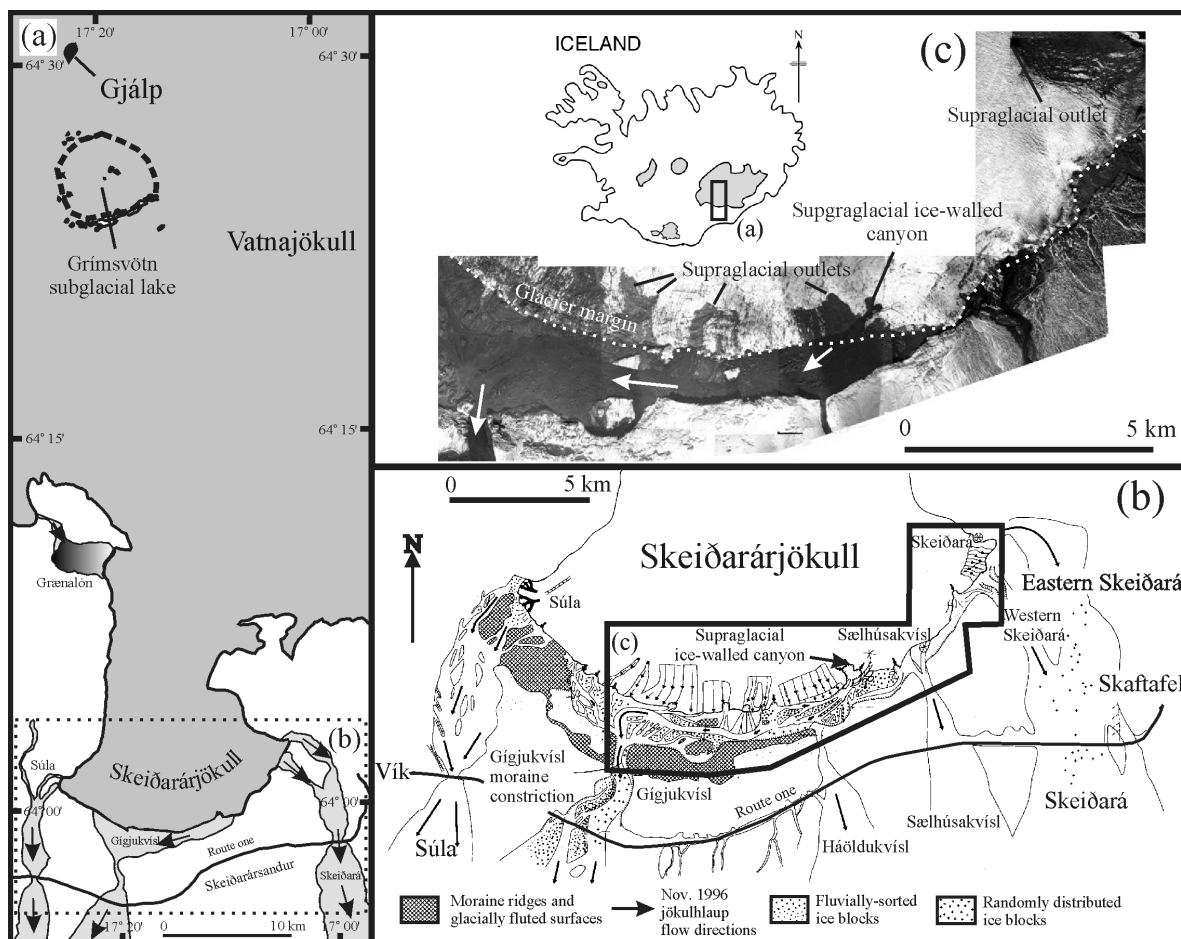 (a)
17° 20'
17° 00'
64° 30'
64° 30'
Gjálp
Vatnajökull
Grímsvötn
subglacial lake
64° 15'
64° 15'
Grænalón
(b)
Súla
Skeiðarárjökull
64° 00'
64° 00'
Gígjukvísl
Route one
Skeiðarársandur
Skeiðará
17° 20'
0 10 km
17° 00'
ICELAND
N
(a)
(c)
Supraglacial outlet
Supgraglacial ice-walled
canyon
Supraglacial outlets
Glacier margin
0 5 km
(b)
0 5 km
N
Skeiðarárjökull
Skeiðará
Eastern Skeiðará
Western
Skeiðará
Súla
(c)
Supraglacial
ice-walled
canyon
Sælhúsakvísl
Skaftafel
Vík
Gígjukvísl
moraine
constriction
Gígjukvísl
Route one
Skeiðará
Sælhúsakvísl
Súla
Háöldukvísl
Moraine ridges and
glacially fluted surfaces
Nov. 1996
jökulhlaup
flow directions
Fluvially-sorted
ice blocks
Randomly distributed
ice blocks